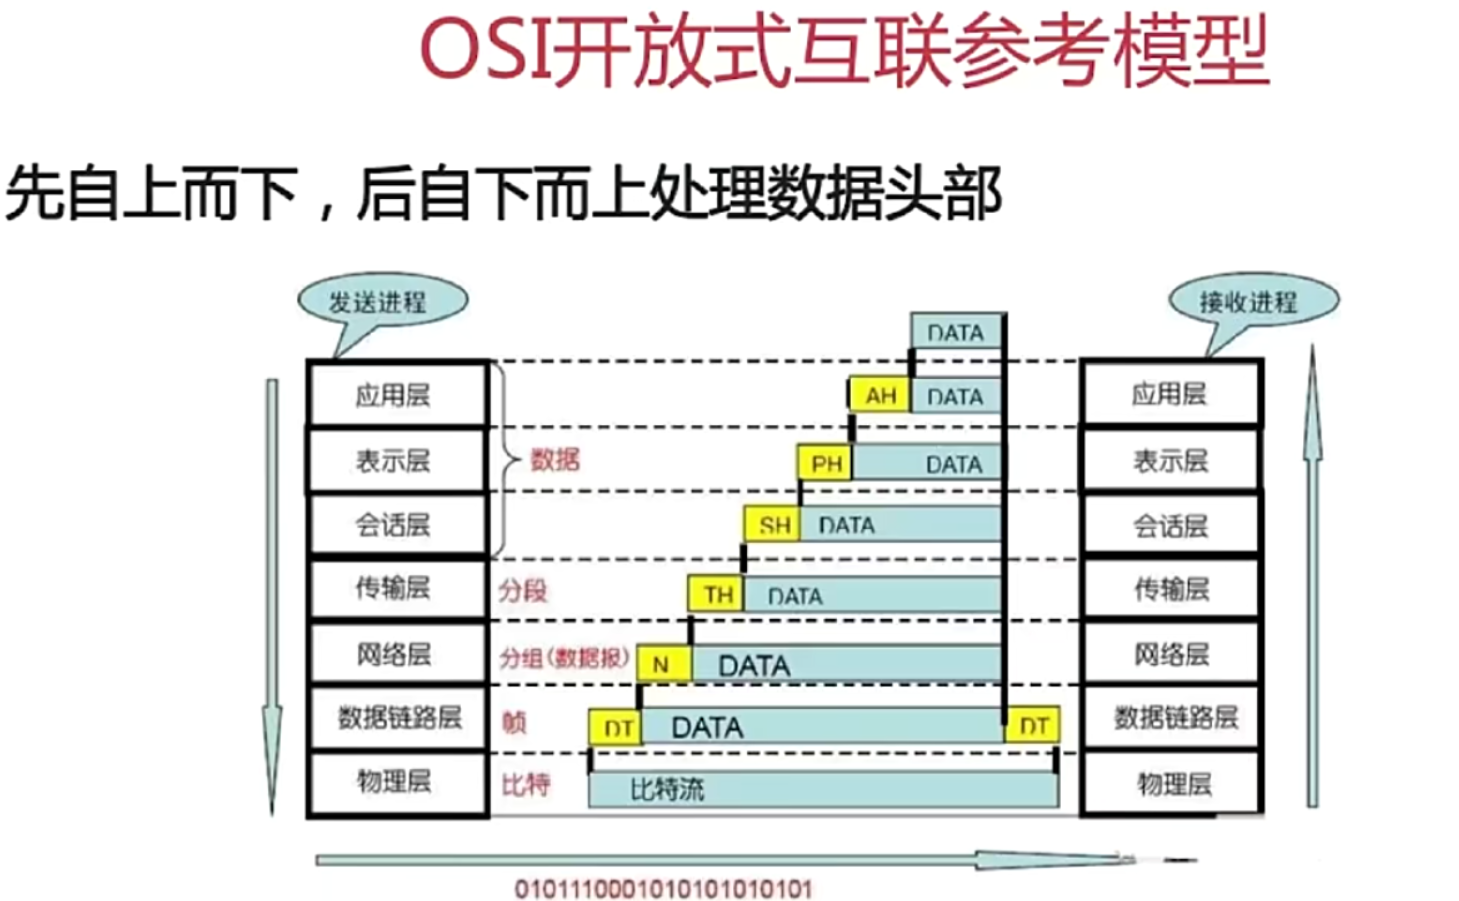 OSI开放式互联参考模型
先自上而下，后自下而上处理数据头部
发送进程
接收进程
DATA
应用层
AH DATA
应用层
表示层
数据
PH DATA
表示层
会话层
SH DATA
会话层
传输层
分段
TH DATA
传输层
网络层
分组(数据报)
N DATA
网络层
数据链路层
帧
DT DATA DT
数据链路层
物理层
比特
比特流
物理层
0101110001010101010101